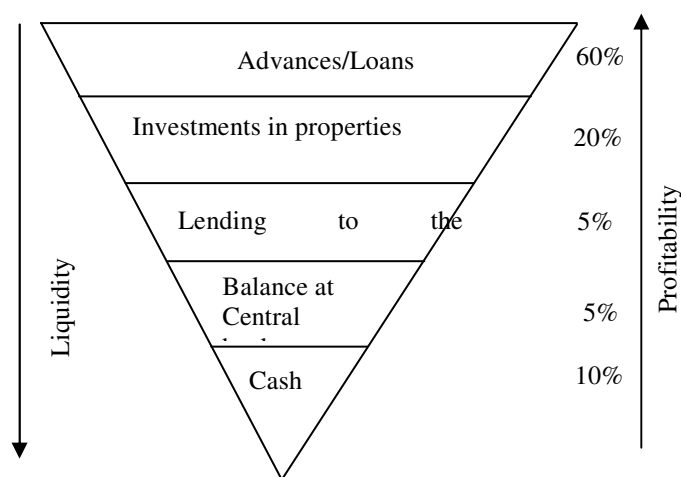 Advances/Loans
60%
Investments in properties
20%
Lending to the
5%
Balance at
Central
5%
Cash
10%
Liquidity
Profitability